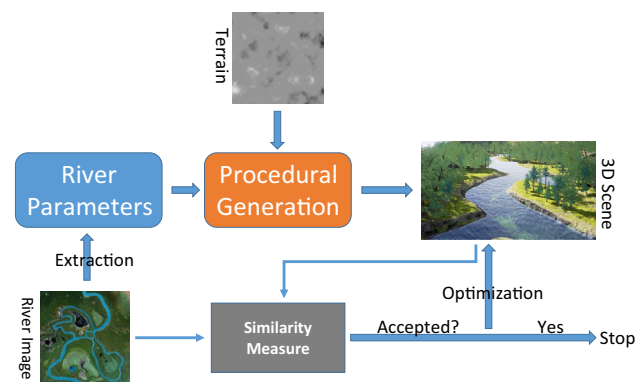 Terrain
River
Parameters
Procedural
Generation
3D Scene
Extraction
River Image
Similarity
Measure
Optimization
Accepted?
Yes
Stop